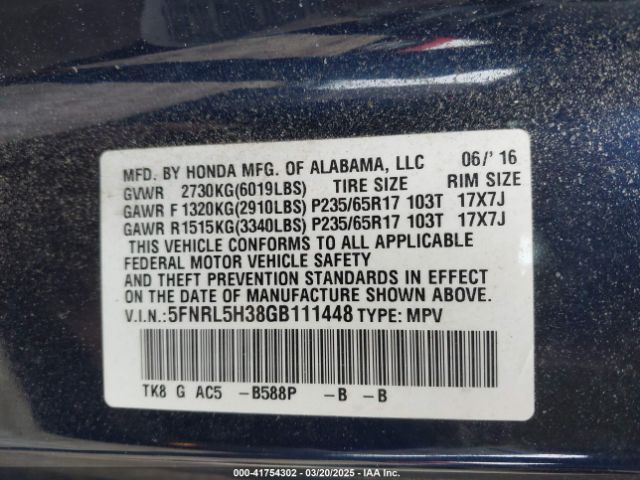 MFD. BY HONDA MFG. OF ALABAMA, LLC 06/' 16
GVWR 2730KG(6019LBS) TIRE SIZE RIM SIZE
GAWR F 1320KG(2910LBS) P235/65R17 103T 17X7J
GAWR R1515KG(3340LBS) P235/65R17 103T 17X7J
THIS VEHICLE CONFORMS TO ALL APPLICABLE
FEDERAL MOTOR VEHICLE SAFETY
AND THEFT PREVENTION STANDARDS IN EFFECT
ON THE DATE OF MANUFACTURE SHOWN ABOVE.
V.I.N.:5FNRL5H38GB111448 TYPE: MPV
TK8 G AC5 -B588P -B -B
000-41754302 — 03/20/2025 — IAA Inc.